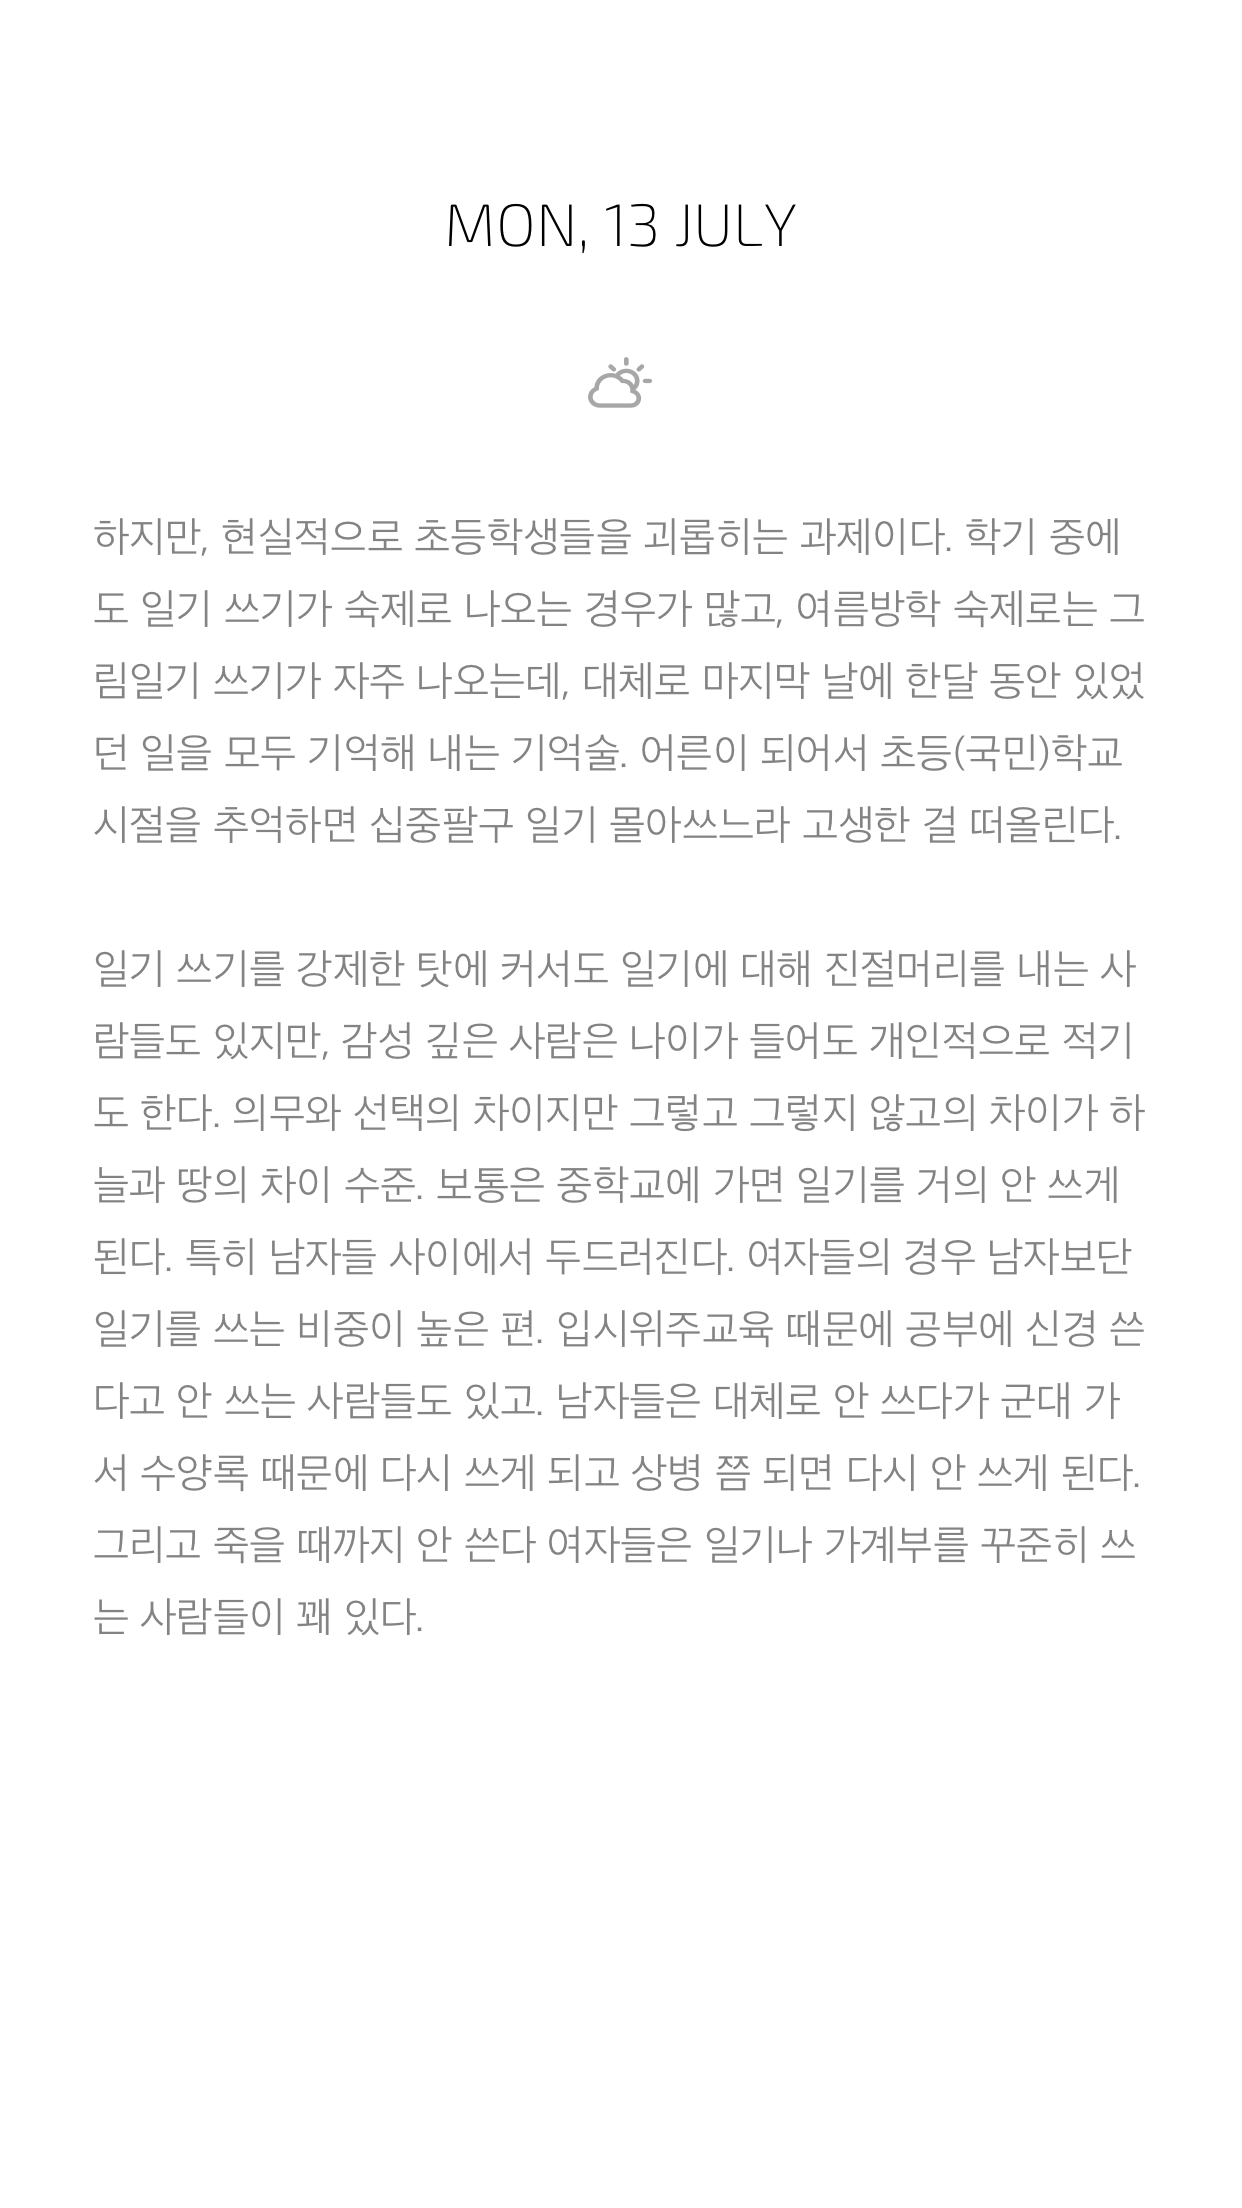 MON, 13 JULY
하지만, 현실적으로 초등학생들을 괴롭히는 과제이다. 학기 중에
도 일기 쓰기가 숙제로 나오는 경우가 많고, 여름방학 숙제로는 그
림일기 쓰기가 자주 나오는데, 대체로 마지막 날에 한달 동안 있었
던 일을 모두 기억해 내는 기억술. 어른이 되어서 초등(국민)학교
시절을 추억하면 십중팔구 일기 몰아쓰느라 고생한 걸 떠올린다.
일기 쓰기를 강제한 탓에 커서도 일기에 대해 진절머리를 내는 사
람들도 있지만, 감성 깊은 사람은 나이가 들어도 개인적으로 적기
도 한다. 의무와 선택의 차이지만 그렇고 그렇지 않고의 차이가 하
늘과 땅의 차이 수준. 보통은 중학교에 가면 일기를 거의 안 쓰게
된다. 특히 남자들 사이에서 두드러진다. 여자들의 경우 남자보단
일기를 쓰는 비중이 높은 편. 입시위주교육 때문에 공부에 신경 쓴
다고 안 쓰는 사람들도 있고. 남자들은 대체로 안 쓰다가 군대 가
서 수양록 때문에 다시 쓰게 되고 상병 쯤 되면 다시 안 쓰게 된다.
그리고 죽을 때까지 안 쓴다 여자들은 일기나 가계부를 꾸준히 쓰
는 사람들이 꽤 있다.